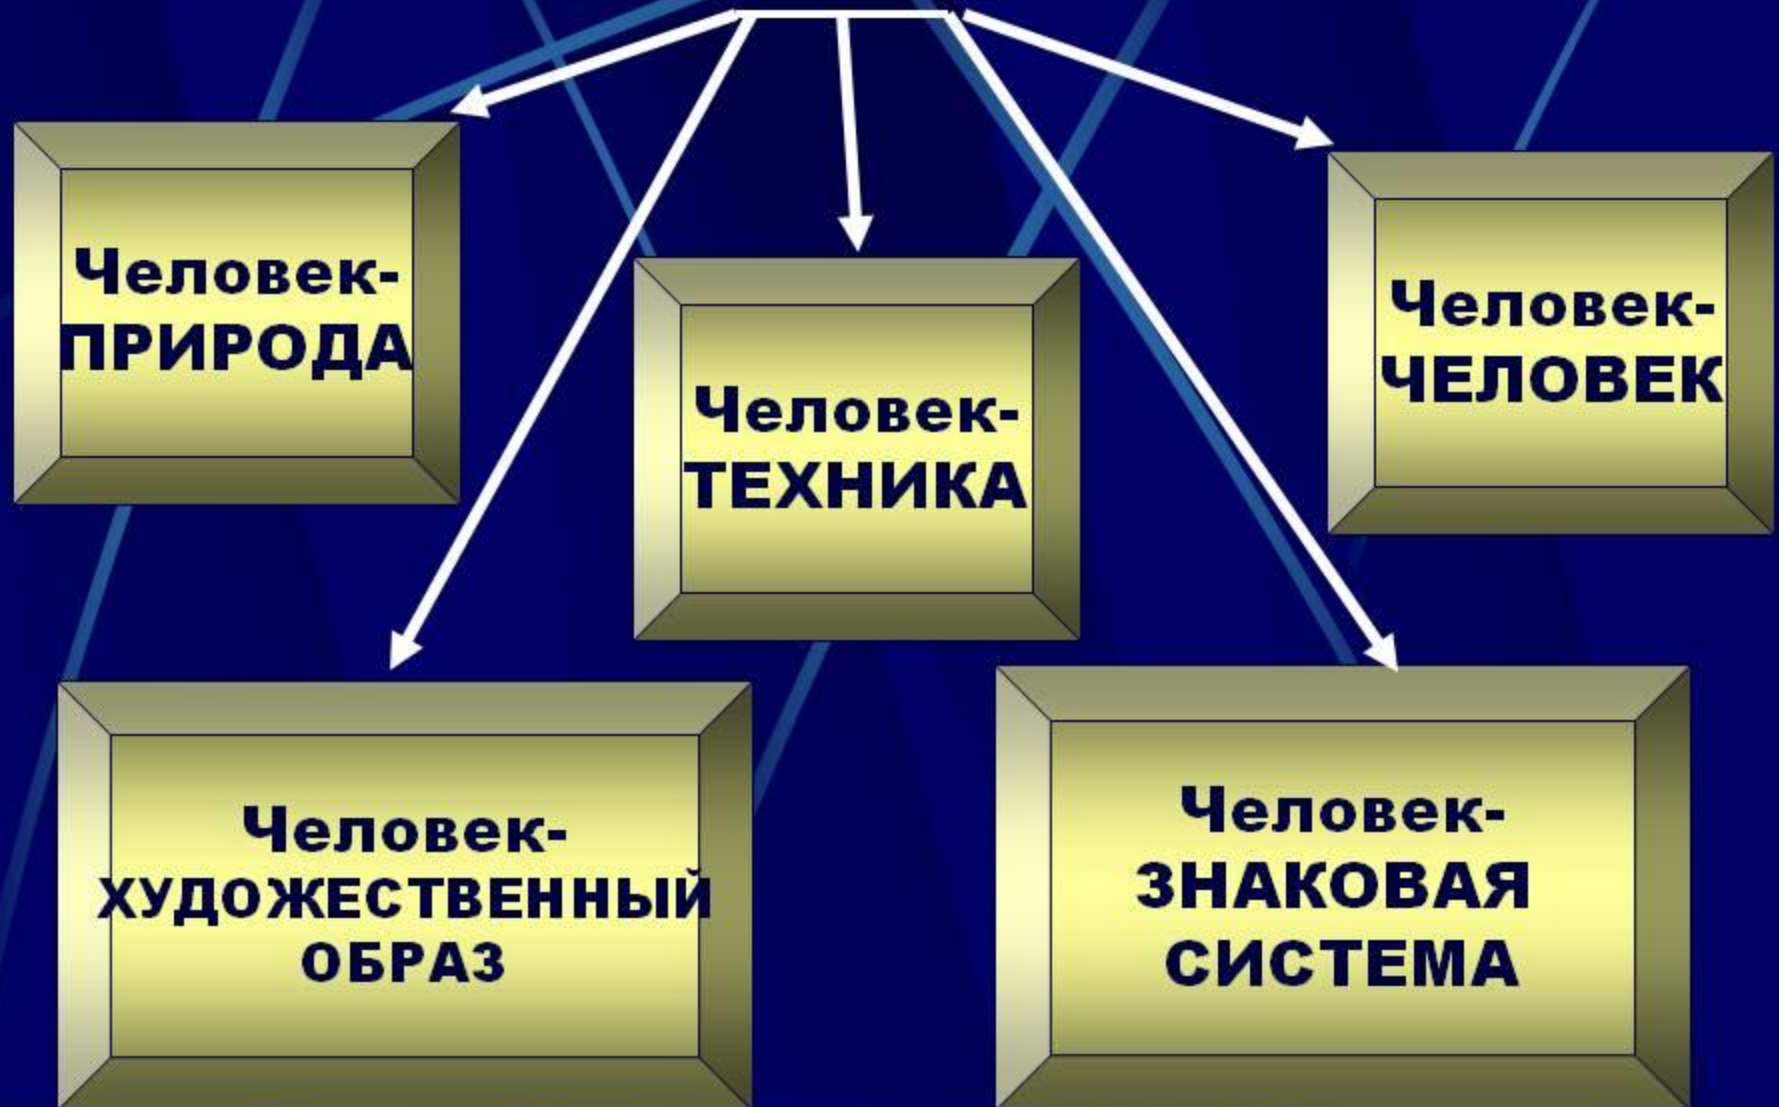 Человек-
ПРИРОДА
Человек-
ТЕХНИКА
Человек-
ЧЕЛОВЕК
Человек-
ХУДОЖЕСТВЕННЫЙ
ОБРАЗ
Человек-
ЗНАКОВАЯ
СИСТЕМА